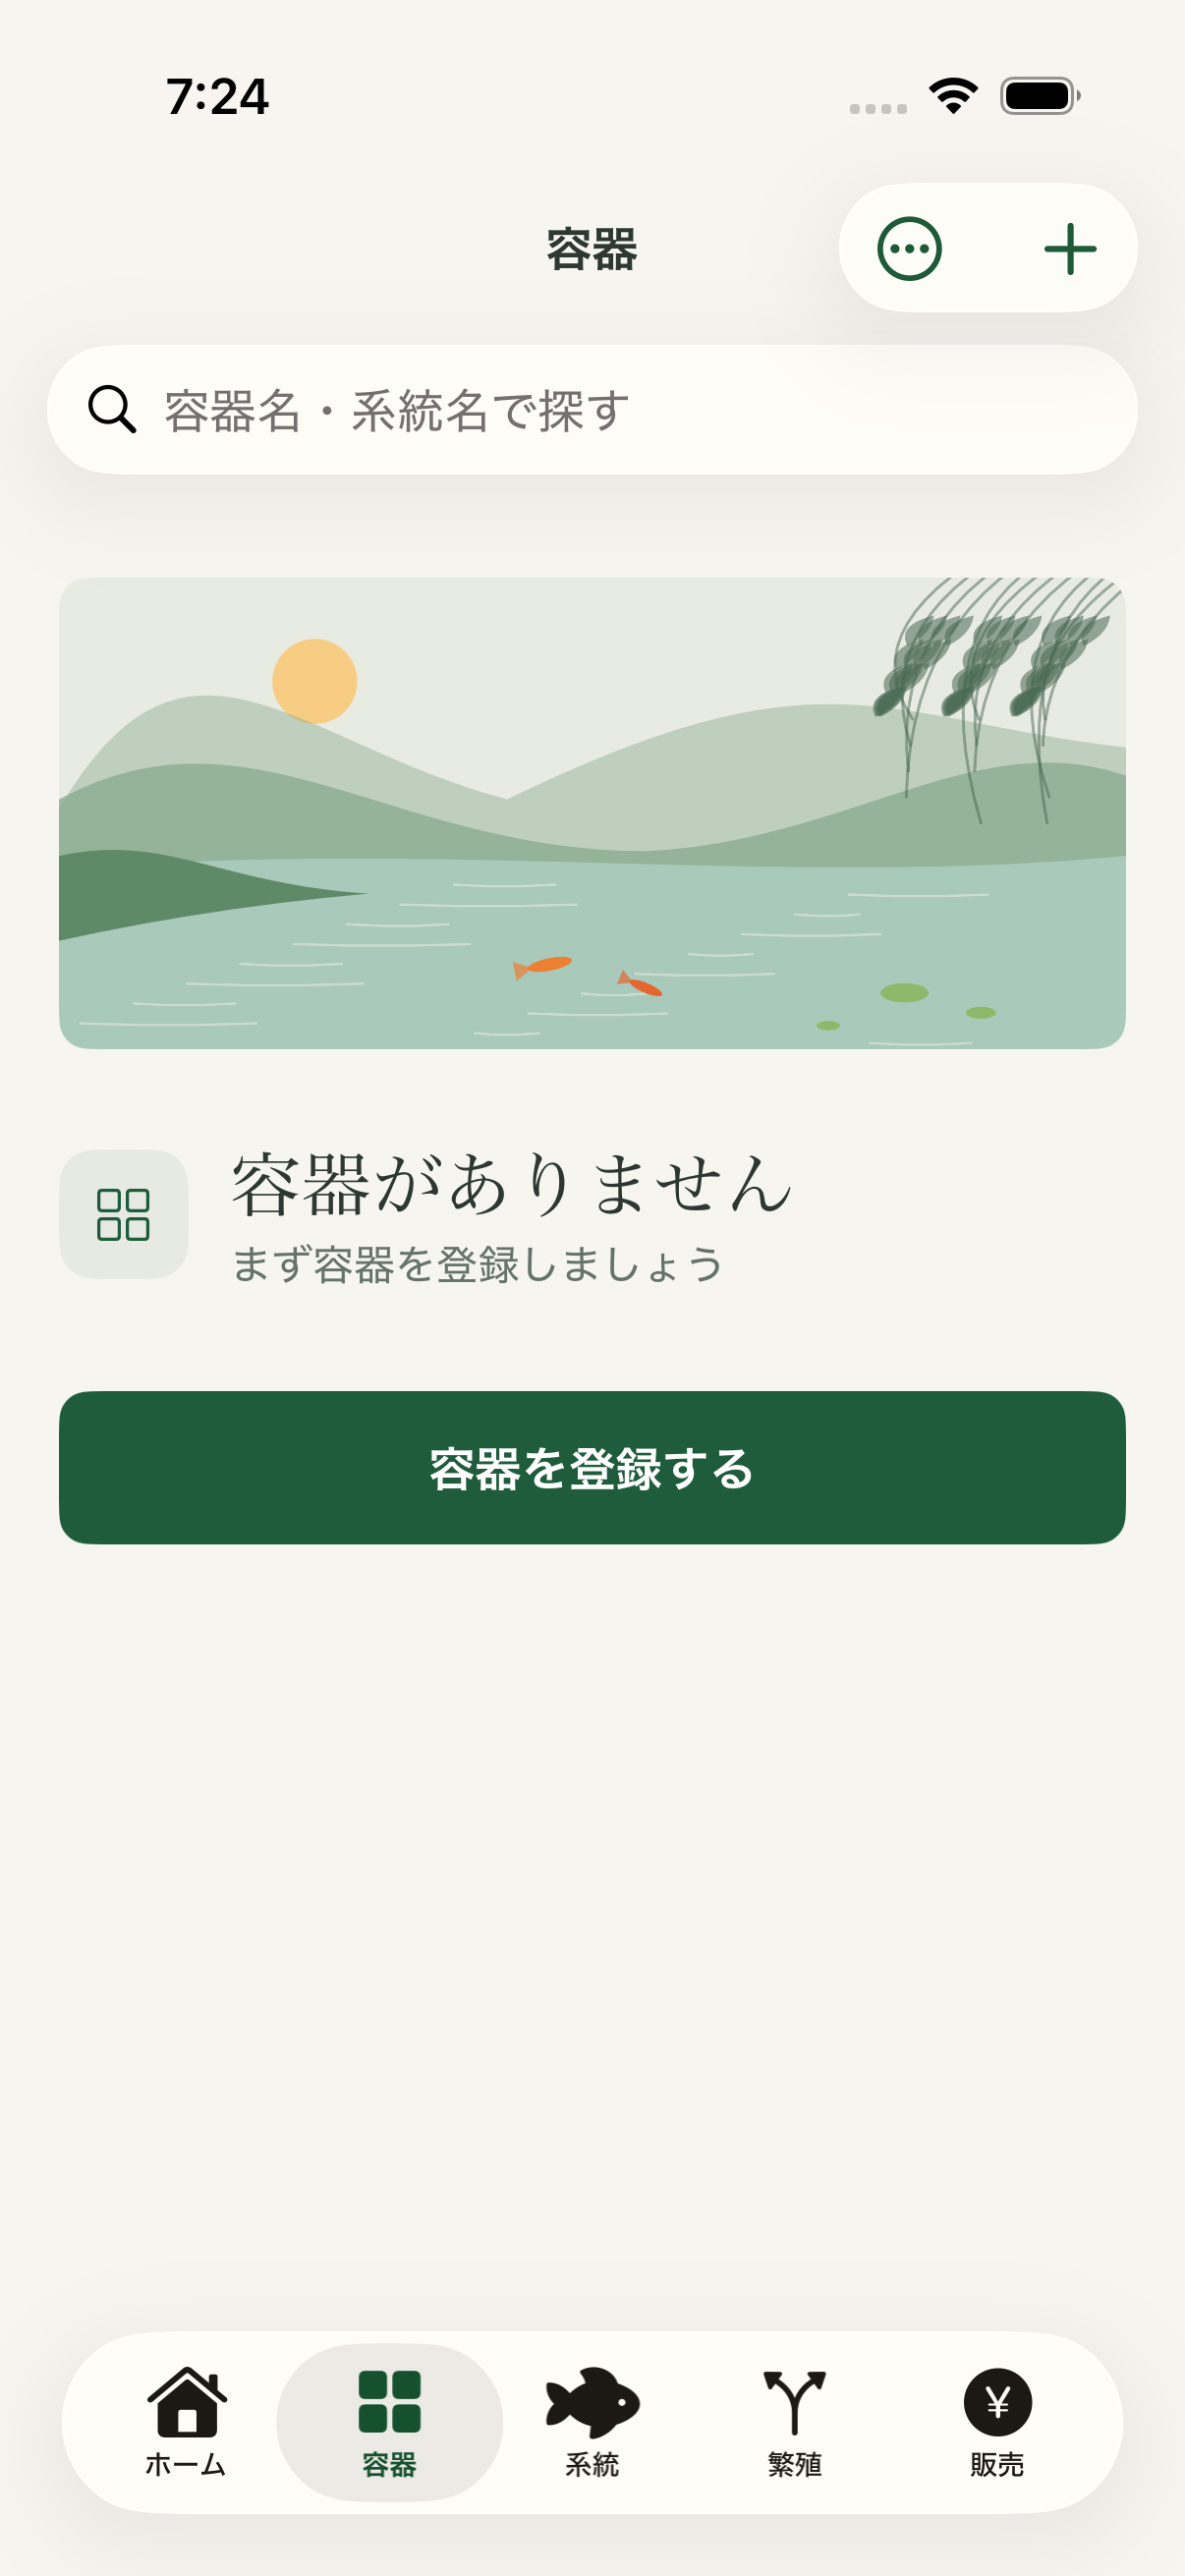 7:24
容器
容器名・系統名で探す
容器がありません
まず容器を登録しましょう
容器を登録する
ホーム
容器
系統
繁殖
¥
販売